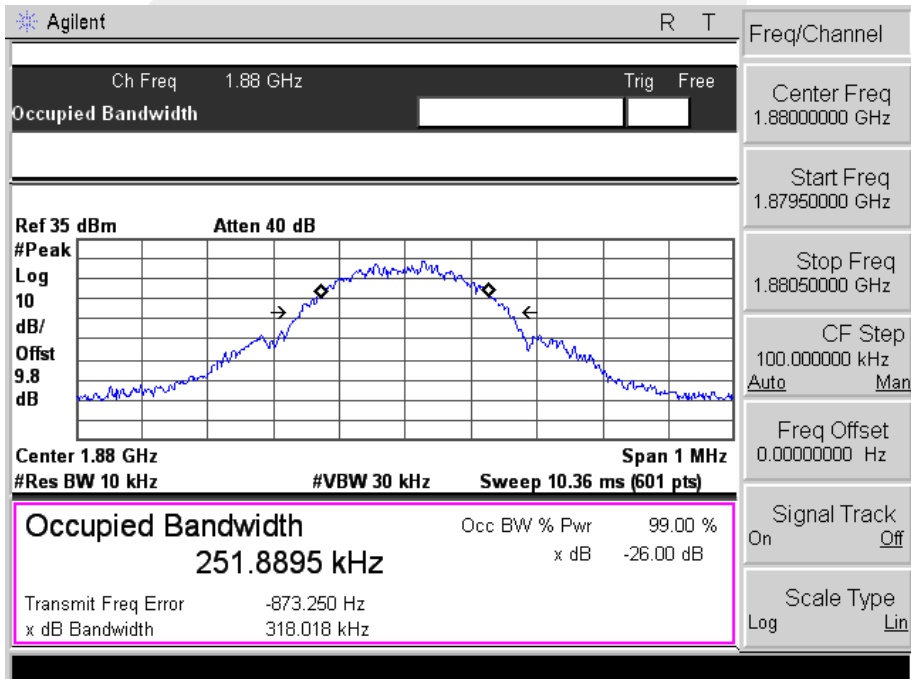 Agilent R T
Freq/Channel
Ch Freq 1.88 GHz Trig Free
Occupied Bandwidth
Center Freq
1.88000000 GHz
Start Freq
1.87950000 GHz
Stop Freq
1.88050000 GHz
CF Step
100.000000 kHz
Auto Man
Freq Offset
0.00000000 Hz
Signal Track
On Off
Scale Type
Log Lin
Ref 35 dBm Atten 40 dB
#Peak
Log
10
dB/
Offst
9.8
dB
Center 1.88 GHz Span 1 MHz
#Res BW 10 kHz #VBW 30 kHz Sweep 10.36 ms (601 pts)
Occupied Bandwidth Occ BW % Pwr 99.00 %
251.8895 kHz x dB -26.00 dB
Transmit Freq Error -873.250 Hz
x dB Bandwidth 318.018 kHz